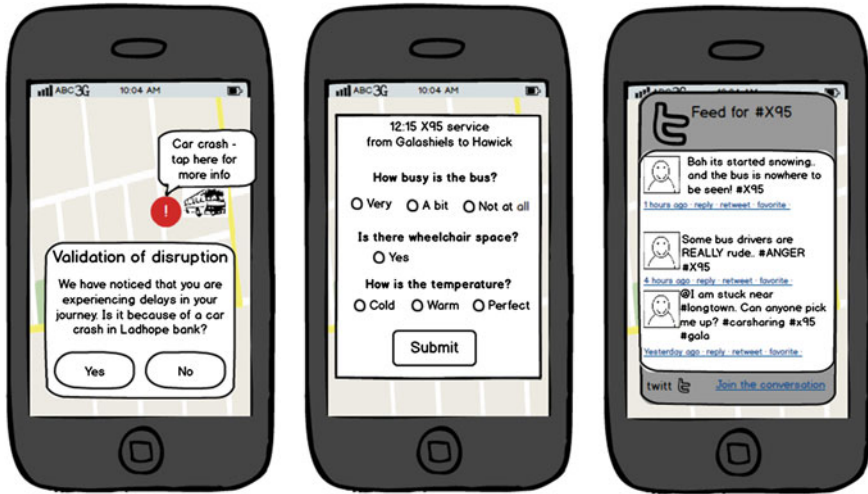 ABC 3G 10:04 AM
Car crash -
tap here for
more info
!
Validation of disruption
We have noticed that you are
experiencing delays in your
journey. Is it because of a car
crash in Ladhope bank?
Yes No
ABC 3G 10:04 AM
12:15 X95 service
from Galashiels to Hawick
How busy is the bus?
Very A bit Not at all
Is there wheelchair space?
Yes
How is the temperature?
Cold Warm Perfect
Submit
ABC 3G 10:04 AM
Feed for #X95
Bah its started snowing..
and the bus is nowhere to
be seen! #X95
1 hours ago · reply · retweet · favorite ·
Some bus drivers are
REALLY rude.. #ANGER
#X95
4 hours ago · reply · retweet · favorite ·
@I am stuck near
#longtown. Can anyone pick
me up? #carsharing #x95
#gala
Yesterday ago · reply · retweet · favorite ·
twitt Join the conversation